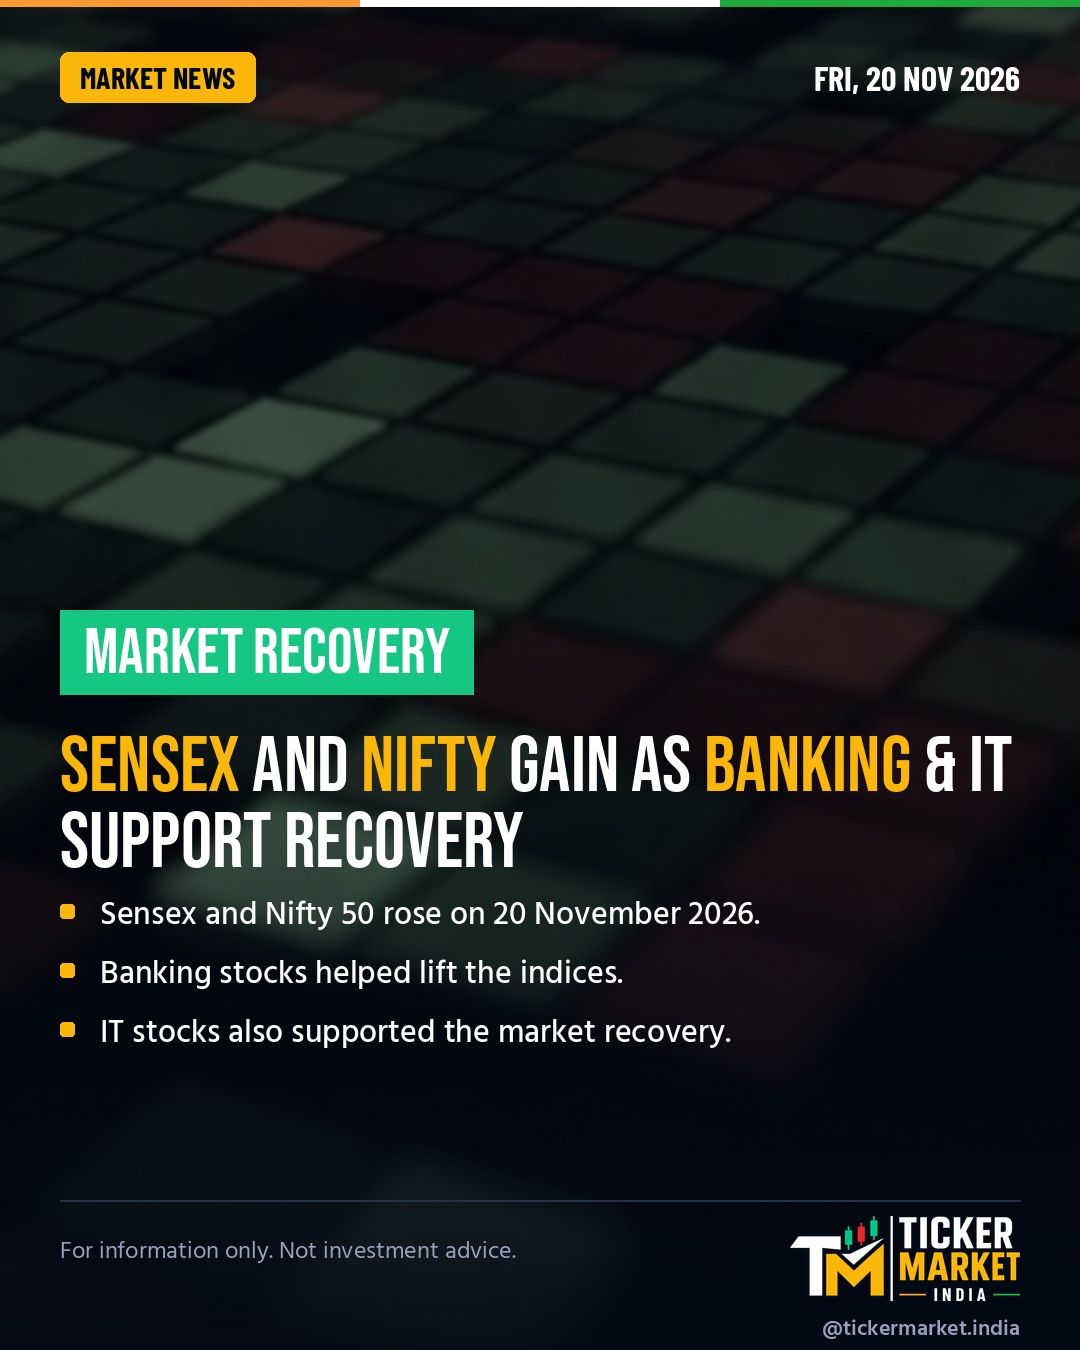 MARKET NEWS
FRI, 20 NOV 2026
MARKET RECOVERY
SENSEX AND NIFTY GAIN AS BANKING & IT
SUPPORT RECOVERY
Sensex and Nifty 50 rose on 20 November 2026.
Banking stocks helped lift the indices.
IT stocks also supported the market recovery.
For information only. Not investment advice.
TM
TICKER
MARKET
INDIA
@tickermarket.india